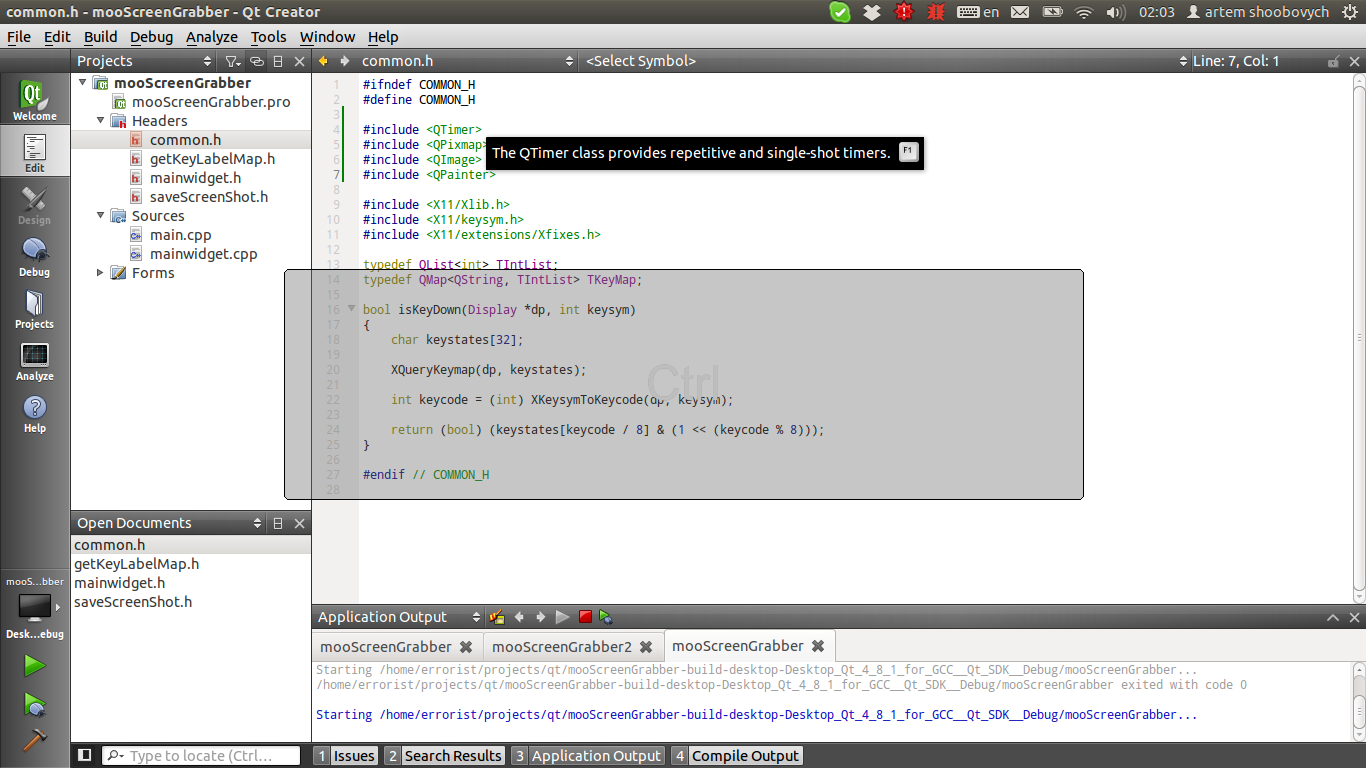 common.h - mooScreenGrabber - Qt Creator
en
02:03
artem shoobovych
File Edit Build Debug Analyze Tools Window Help
Projects
common.h
<Select Symbol>
Line: 7, Col: 1
Qt
Welcome
Edit
Design
Debug
Projects
Analyze
Help
mooScreenGrabber
mooScreenGrabber.pro
Headers
common.h
getKeyLabelMap.h
mainwidget.h
saveScreenShot.h
Sources
main.cpp
mainwidget.cpp
Forms
1 #ifndef COMMON_H
2 #define COMMON_H
3
4 #include <QTimer>
5 #include <QPixmap>
6 #include <QImage>
7 #include <QPainter>
The QTimer class provides repetitive and single-shot timers. F1
8
9 #include <X11/Xlib.h>
10 #include <X11/keysym.h>
11 #include <X11/extensions/Xfixes.h>
12
13 typedef QList<int> TIntList;
14 typedef QMap<QString, TIntList> TKeyMap;
15
16 bool isKeyDown(Display *dp, int keysym)
17 {
18 char keystates[32];
19
20 XQueryKeymap(dp, keystates);
21
Ctrl
22 int keycode = (int) XKeysymToKeycode(dp, keysym);
23
24 return (bool) (keystates[keycode / 8] & (1 << (keycode % 8)));
25 }
26
27 #endif // COMMON_H
28
Open Documents
common.h
getKeyLabelMap.h
mainwidget.h
saveScreenShot.h
mooS...bber
Desk...ebug
Application Output
mooScreenGrabber
mooScreenGrabber2
mooScreenGrabber
Starting /home/errorist/projects/qt/mooScreenGrabber-build-desktop-Desktop_Qt_4_8_1_for_GCC__Qt_SDK__Debug/mooScreenGrabber...
/home/errorist/projects/qt/mooScreenGrabber-build-desktop-Desktop_Qt_4_8_1_for_GCC__Qt_SDK__Debug/mooScreenGrabber exited with code 0
Starting /home/errorist/projects/qt/mooScreenGrabber-build-desktop-Desktop_Qt_4_8_1_for_GCC__Qt_SDK__Debug/mooScreenGrabber...
Type to locate (Ctrl...
1 Issues
2 Search Results
3 Application Output
4 Compile Output